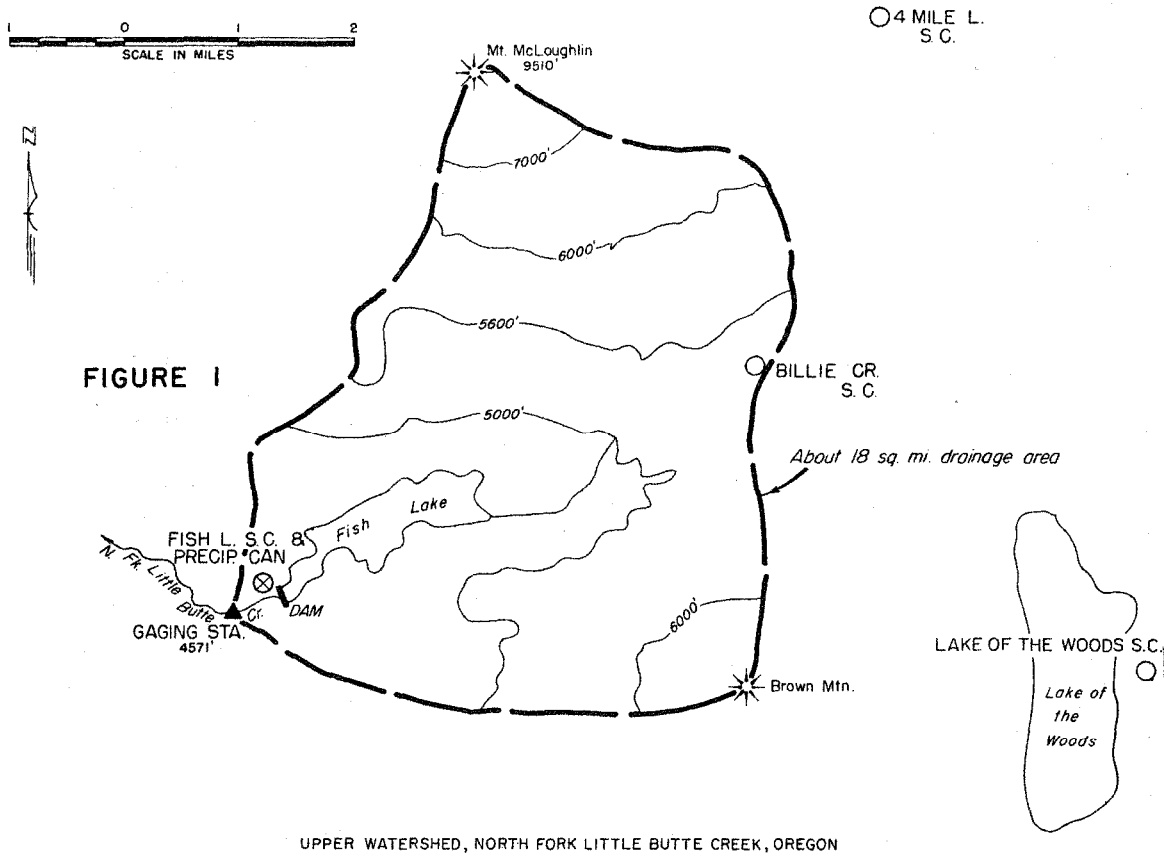 1 0 1 2
SCALE IN MILES
4 MILE L.
S.C.
Mt. McLoughlin
9510'
N
7000'
6000'
5600'
FIGURE 1
BILLIE CR.
S.C.
5000'
About 18 sq. mi. drainage area
Fish Lake
FISH L. S.C. &
PRECIP. CAN
N. Fk. Little Butte Cr.
DAM
GAGING STA.
4571'
6000'
Brown Mtn.
LAKE OF THE WOODS S.C.
Lake of
the
Woods
UPPER WATERSHED, NORTH FORK LITTLE BUTTE CREEK, OREGON